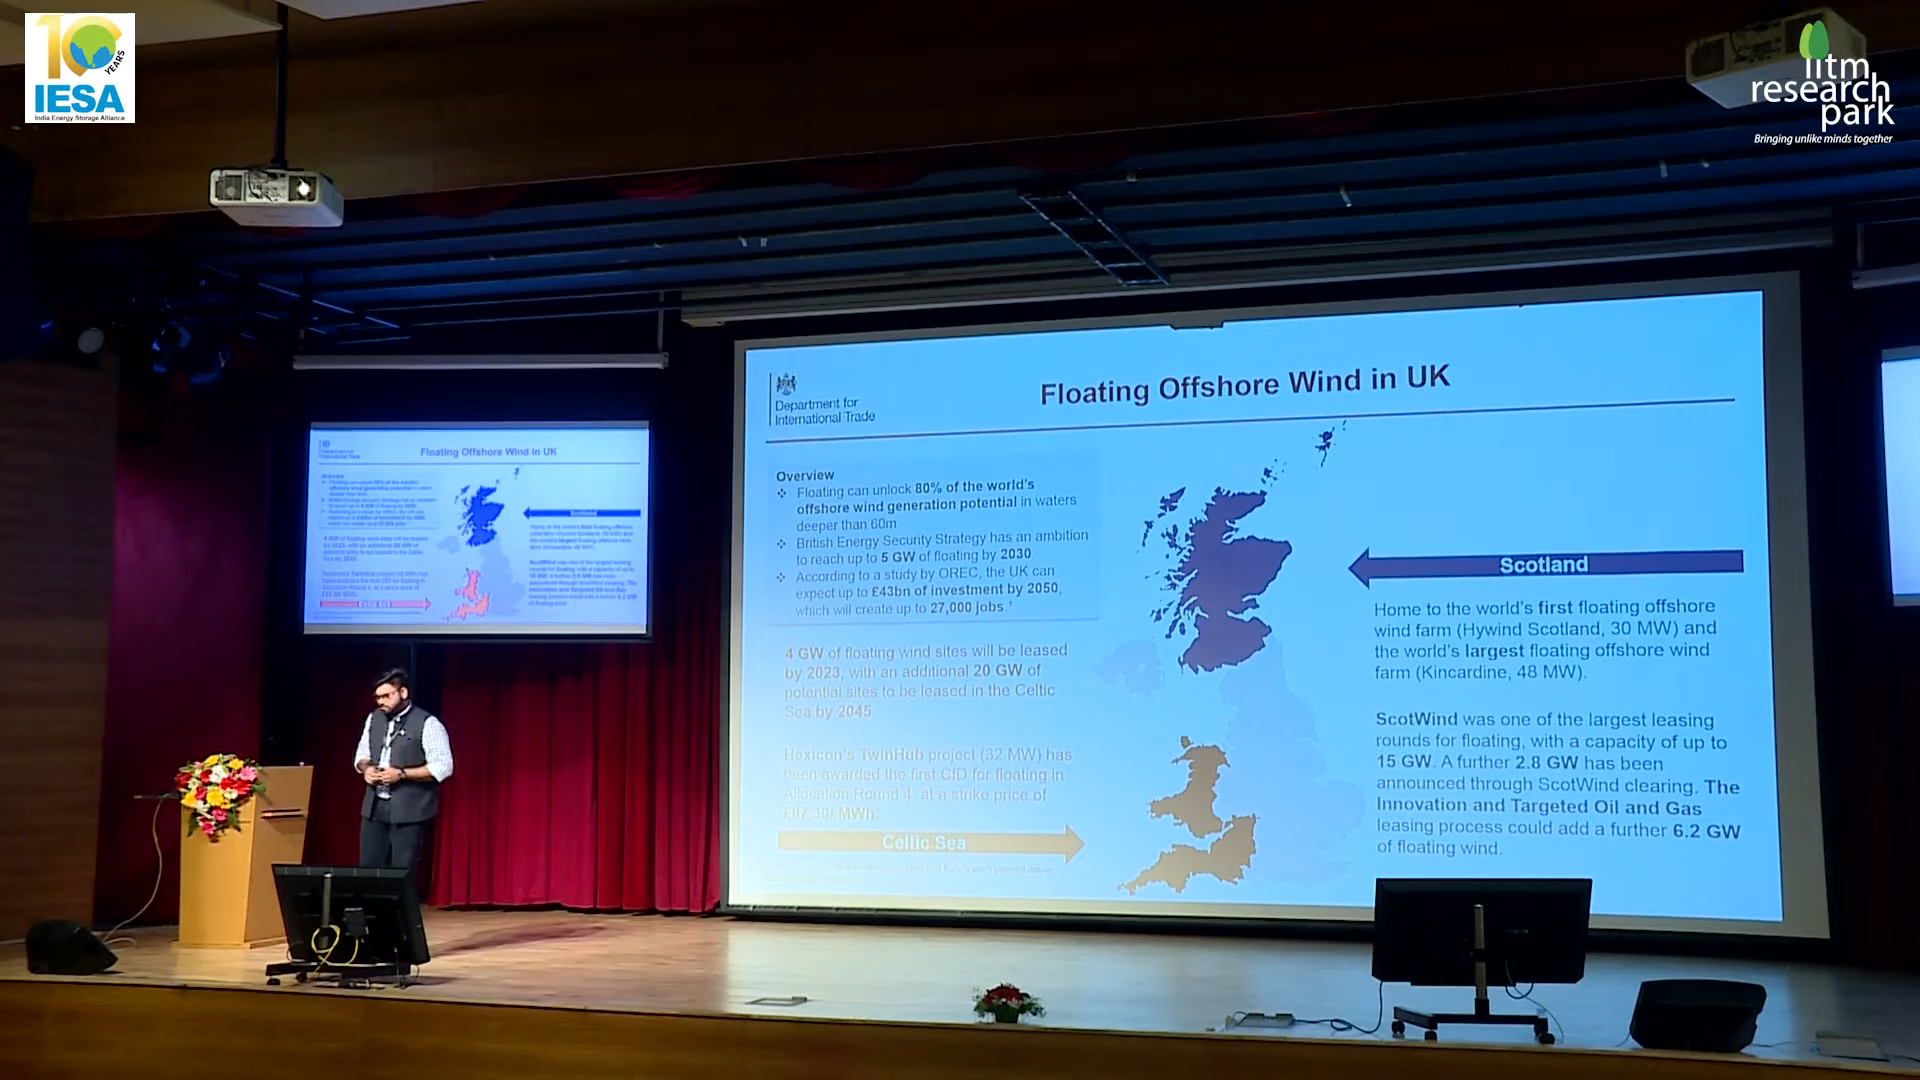 10
YEARS
IESA
India Energy Storage Alliance
iitm
research
park
Bringing unlike minds together
Department for
International Trade
Floating Offshore Wind in UK
Overview
❖ Floating can unlock 80% of the world's
offshore wind generation potential in waters
deeper than 60m.
❖ British Energy Security Strategy has an ambition
to reach up to 5 GW of floating by 2030.
❖ According to a study by OREC, the UK can
expect up to £43bn of investment by 2050,
which will create up to 27,000 jobs.¹
4 GW of floating wind sites will be leased
by 2023, with an additional 20 GW of
potential sites to be leased in the Celtic
Sea by 2045.
Hexicon's TwinHub project (32 MW) has
been awarded the first CfD for floating in
Allocation Round 4, at a strike price of
£87.30/ MWh.
Celtic Sea
Scotland
Home to the world's first floating offshore
wind farm (Hywind Scotland, 30 MW) and
the world's largest floating offshore wind
farm (Kincardine, 48 MW).
ScotWind was one of the largest leasing
rounds for floating, with a capacity of up to
15 GW. A further 2.8 GW has been
announced through ScotWind clearing. The
Innovation and Targeted Oil and Gas
leasing process could add a further 6.2 GW
of floating wind.
Floating Offshore Wind in UK
Scotland
Celtic Sea